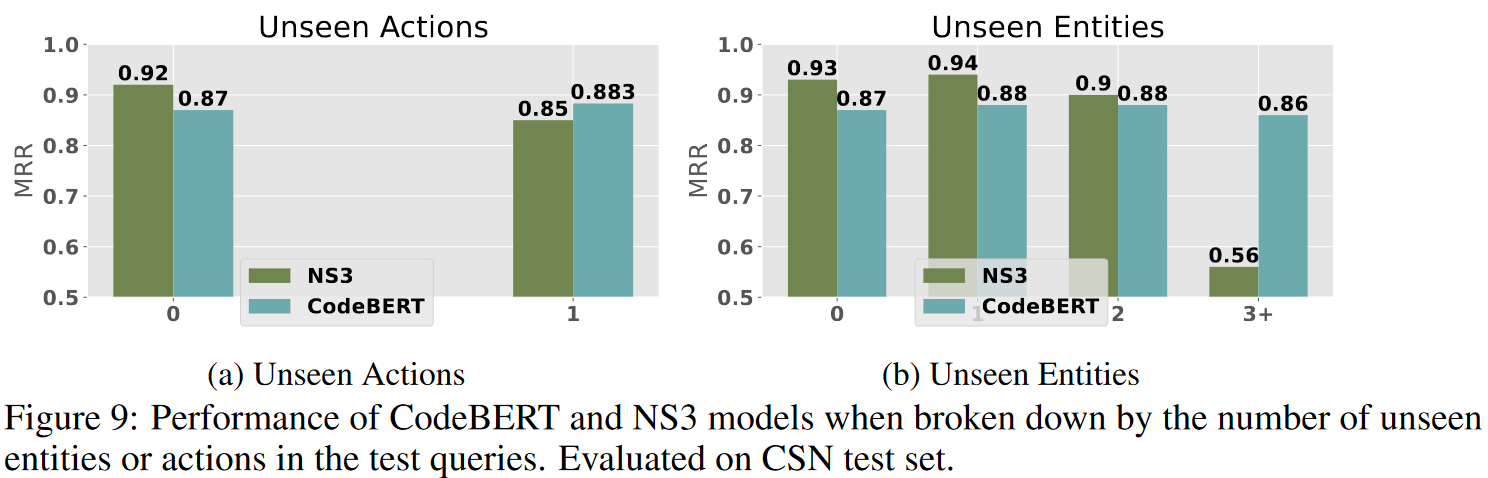 Unseen Actions
1.0
0.9
0.8
0.7
0.6
0.5
MRR
0.92
0.87
0.85
0.883
NS3
CodeBERT
0
1
(a) Unseen Actions
Unseen Entities
1.0
0.9
0.8
0.7
0.6
0.5
MRR
0.93
0.87
0.94
0.88
0.9
0.88
0.56
0.86
NS3
CodeBERT
0
1
2
3+
(b) Unseen Entities
Figure 9: Performance of CodeBERT and NS3 models when broken down by the number of unseen
entities or actions in the test queries. Evaluated on CSN test set.